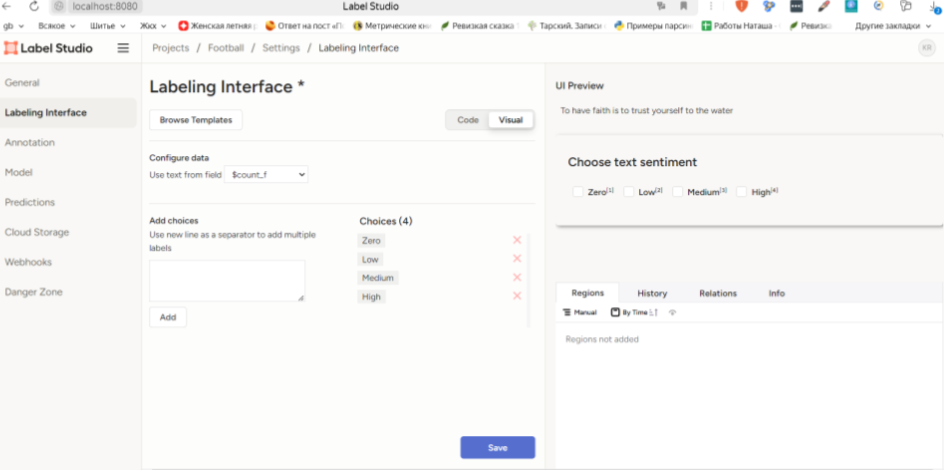 localhost:8080 Label Studio
gb Всякое Шитье Жкх Женская летняя Ответ на пост «П Метрические кни Ревизкая сказка Тарский. Записи Примеры парсин Работы Наташа - Ревизка Другие закладки
Label Studio Projects / Football / Settings / Labeling Interface KR
General
Labeling Interface
Annotation
Model
Predictions
Cloud Storage
Webhooks
Danger Zone
Labeling Interface *
Browse Templates Code Visual
Configure data
Use text from field $count_f
Add choices
Use new line as a separator to add multiple
labels
Add
Choices (4)
Zero
Low
Medium
High
Save
UI Preview
To have faith is to trust yourself to the water
Choose text sentiment
Zero[1] Low[2] Medium[3] High[4]
Regions History Relations Info
Manual By Time
Regions not added